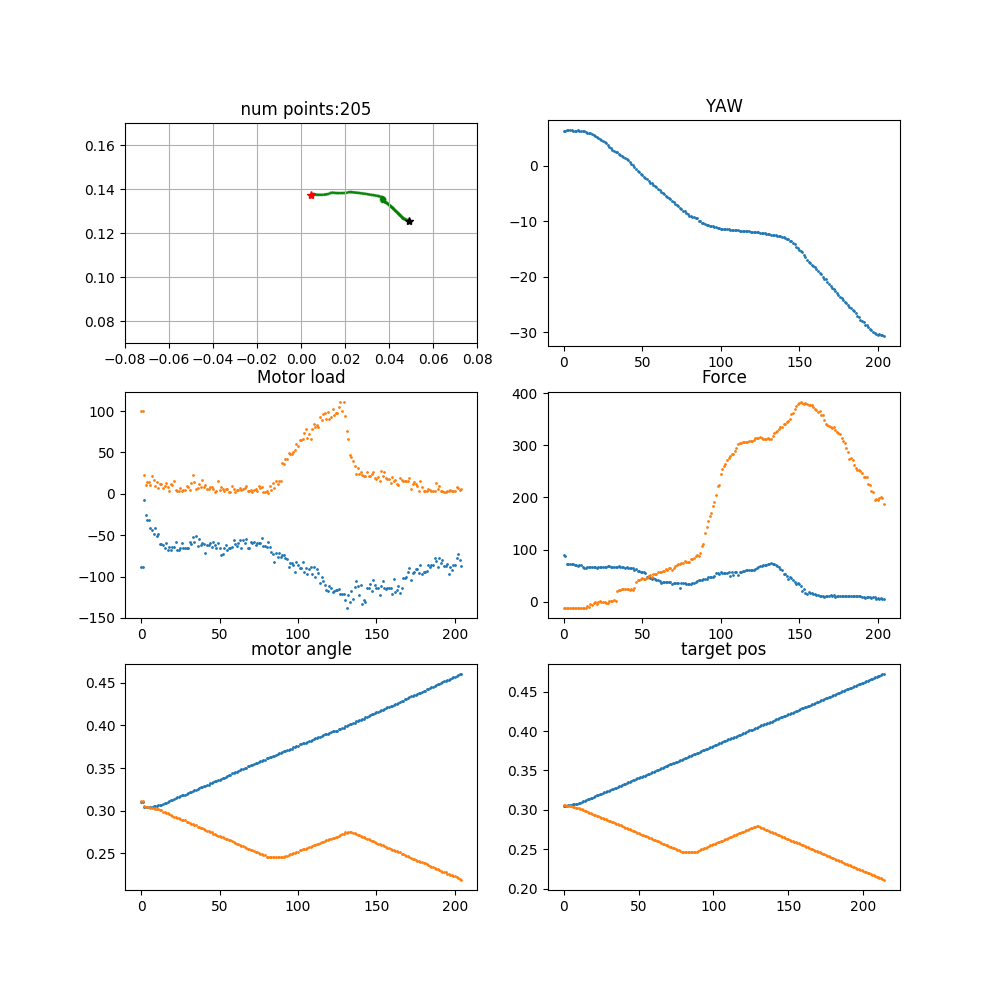 num points:205
0.16
0.14
0.12
0.10
0.08
−0.08 −0.06 −0.04 −0.02 0.00 0.02 0.04 0.06 0.08
YAW
0
−10
−20
−30
0 50 100 150 200
Motor load
100
50
0
−50
−100
−150
0 50 100 150 200
Force
400
300
200
100
0
0 50 100 150 200
motor angle
0.45
0.40
0.35
0.30
0.25
0 50 100 150 200
target pos
0.45
0.40
0.35
0.30
0.25
0.20
0 50 100 150 200